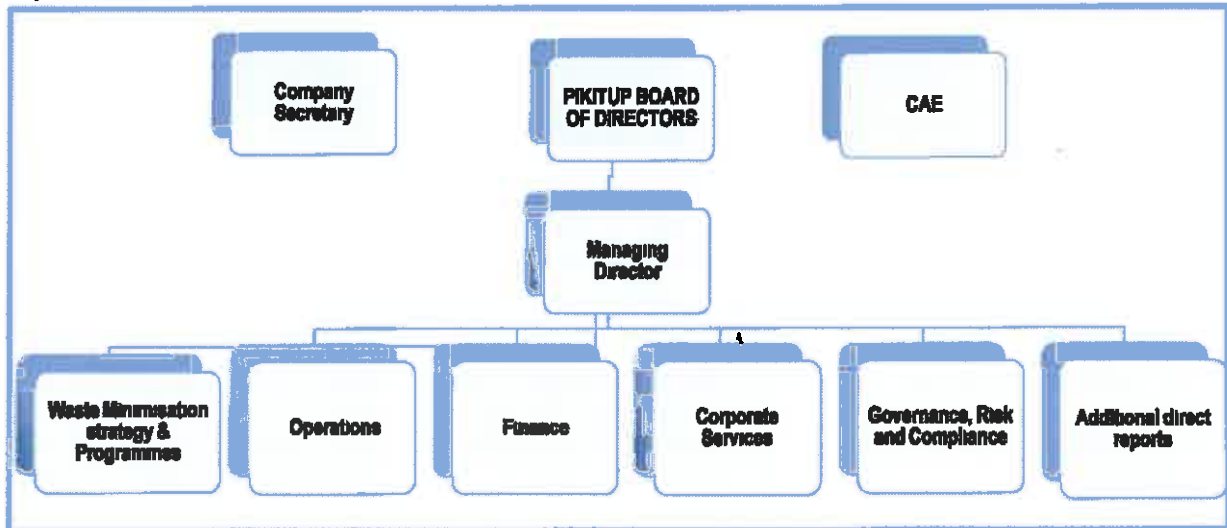 Company
Secretary
PIKITUP BOARD
OF DIRECTORS
CAE
Managing
Director
Waste Minimisation
strategy &
Programmes
Operations
Finance
Corporate
Services
Governance, Risk
and Compliance
Additional direct
reports